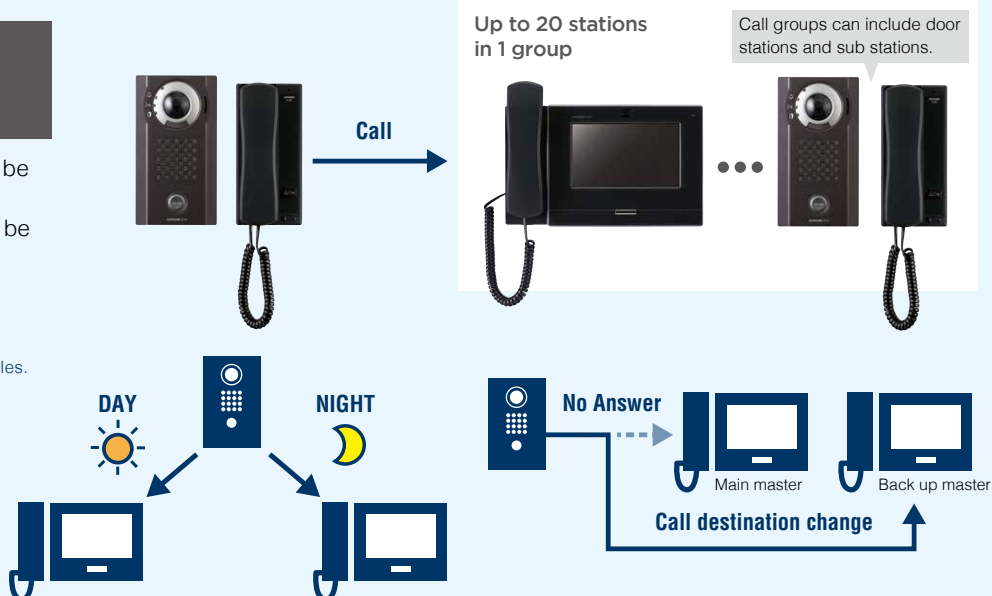 Up to 20 stations
in 1 group
Call groups can include door
stations and sub stations.
Call
be
be
les.
DAY
NIGHT
No Answer
Main master
Back up master
Call destination change